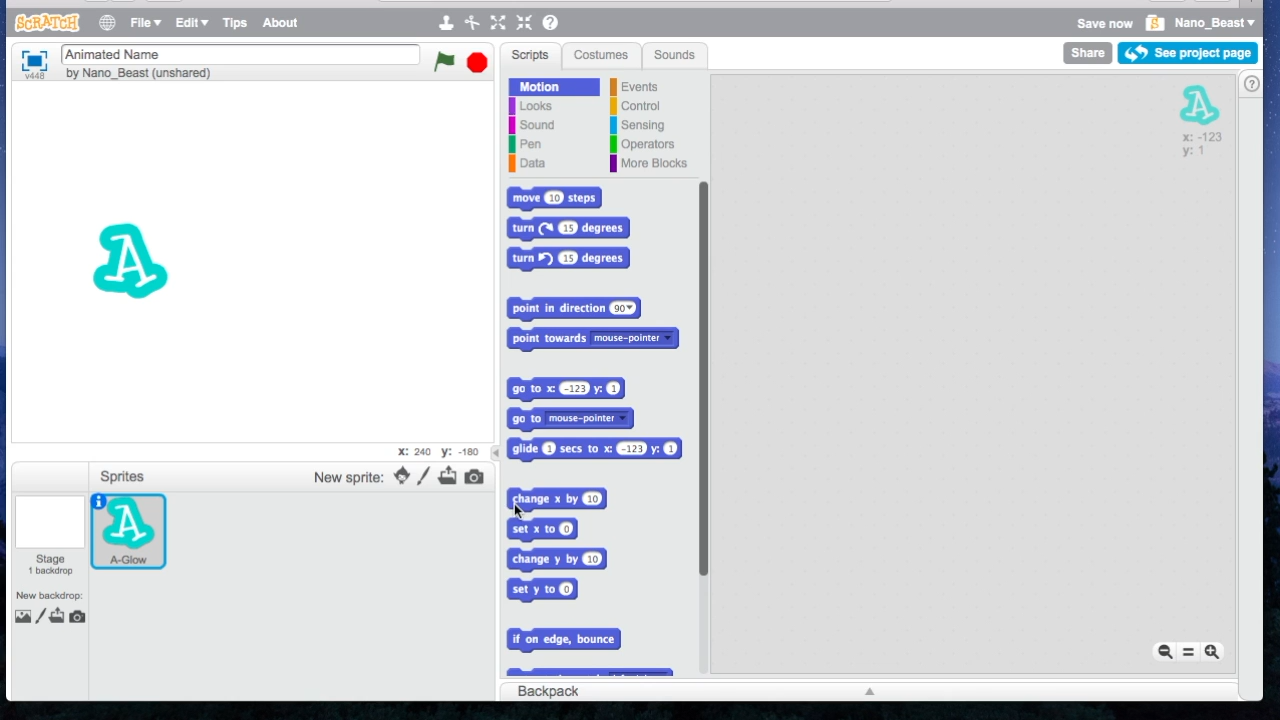 SCRATCH File▼ Edit▼ Tips About Save now Nano_Beast▼
v448 Animated Name
by Nano_Beast (unshared)
Scripts Costumes Sounds Share See project page
Motion Events
Looks Control
Sound Sensing
Pen Operators
Data More Blocks
A
x: -123
y: 1
A
move 10 steps
turn 15 degrees
turn 15 degrees
point in direction 90▼
point towards mouse-pointer
go to x: -123 y: 1
go to mouse-pointer
glide 1 secs to x: -123 y: 1
change x by 10
set x to 0
change y by 10
set y to 0
if on edge, bounce
x: 240 y: -180
Sprites New sprite:
Stage
1 backdrop
New backdrop:
A
A-Glow
Backpack